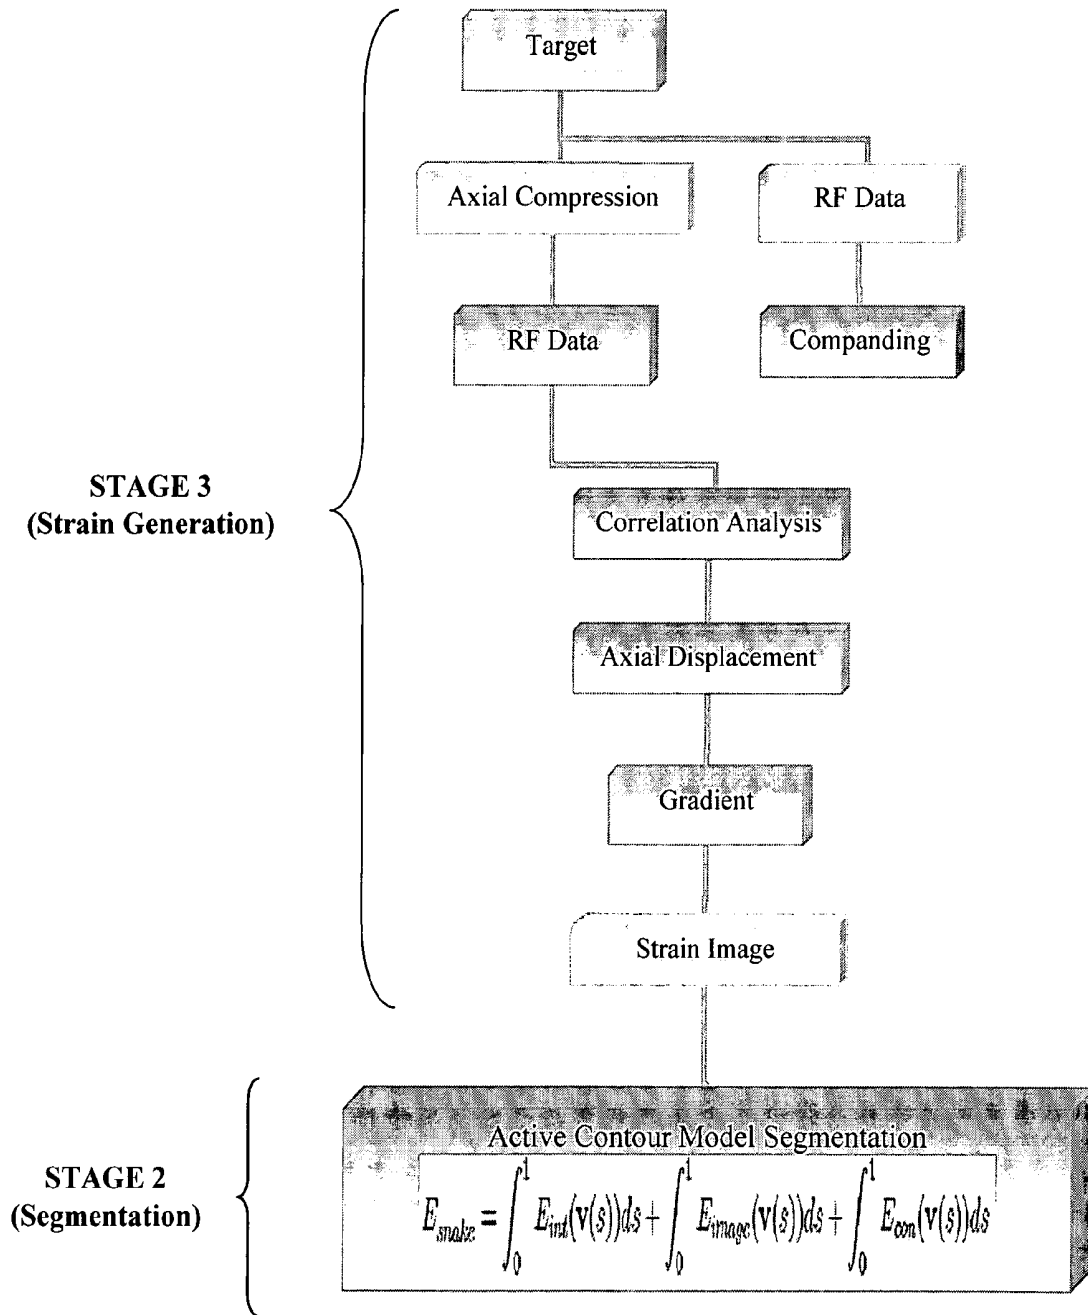 Target
Axial Compression
RF Data
RF Data
Companding
STAGE 3
(Strain Generation)
Correlation Analysis
Axial Displacement
Gradient
Strain Image
STAGE 2
(Segmentation)
Active Contour Model Segmentation
E_snake = ∫_0^1 E_int(v(s))ds + ∫_0^1 E_image(v(s))ds + ∫_0^1 E_con(v(s))ds